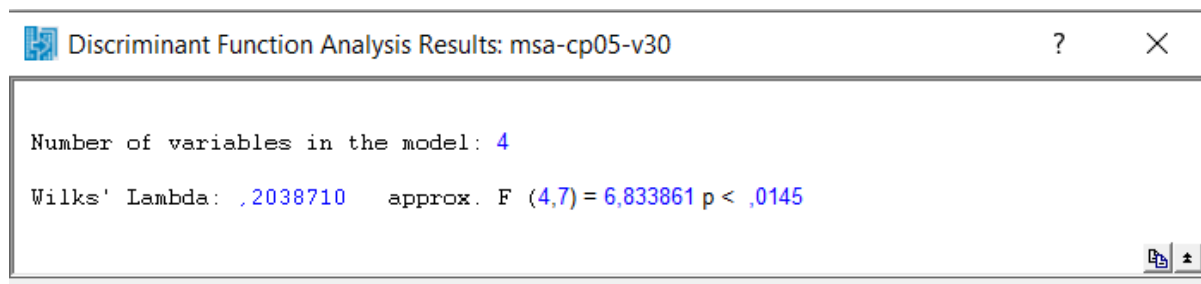 Discriminant Function Analysis Results: msa-cp05-v30 ? ×
Number of variables in the model: 4
Wilks' Lambda: ,2038710 approx. F (4,7) = 6,833861 p < ,0145